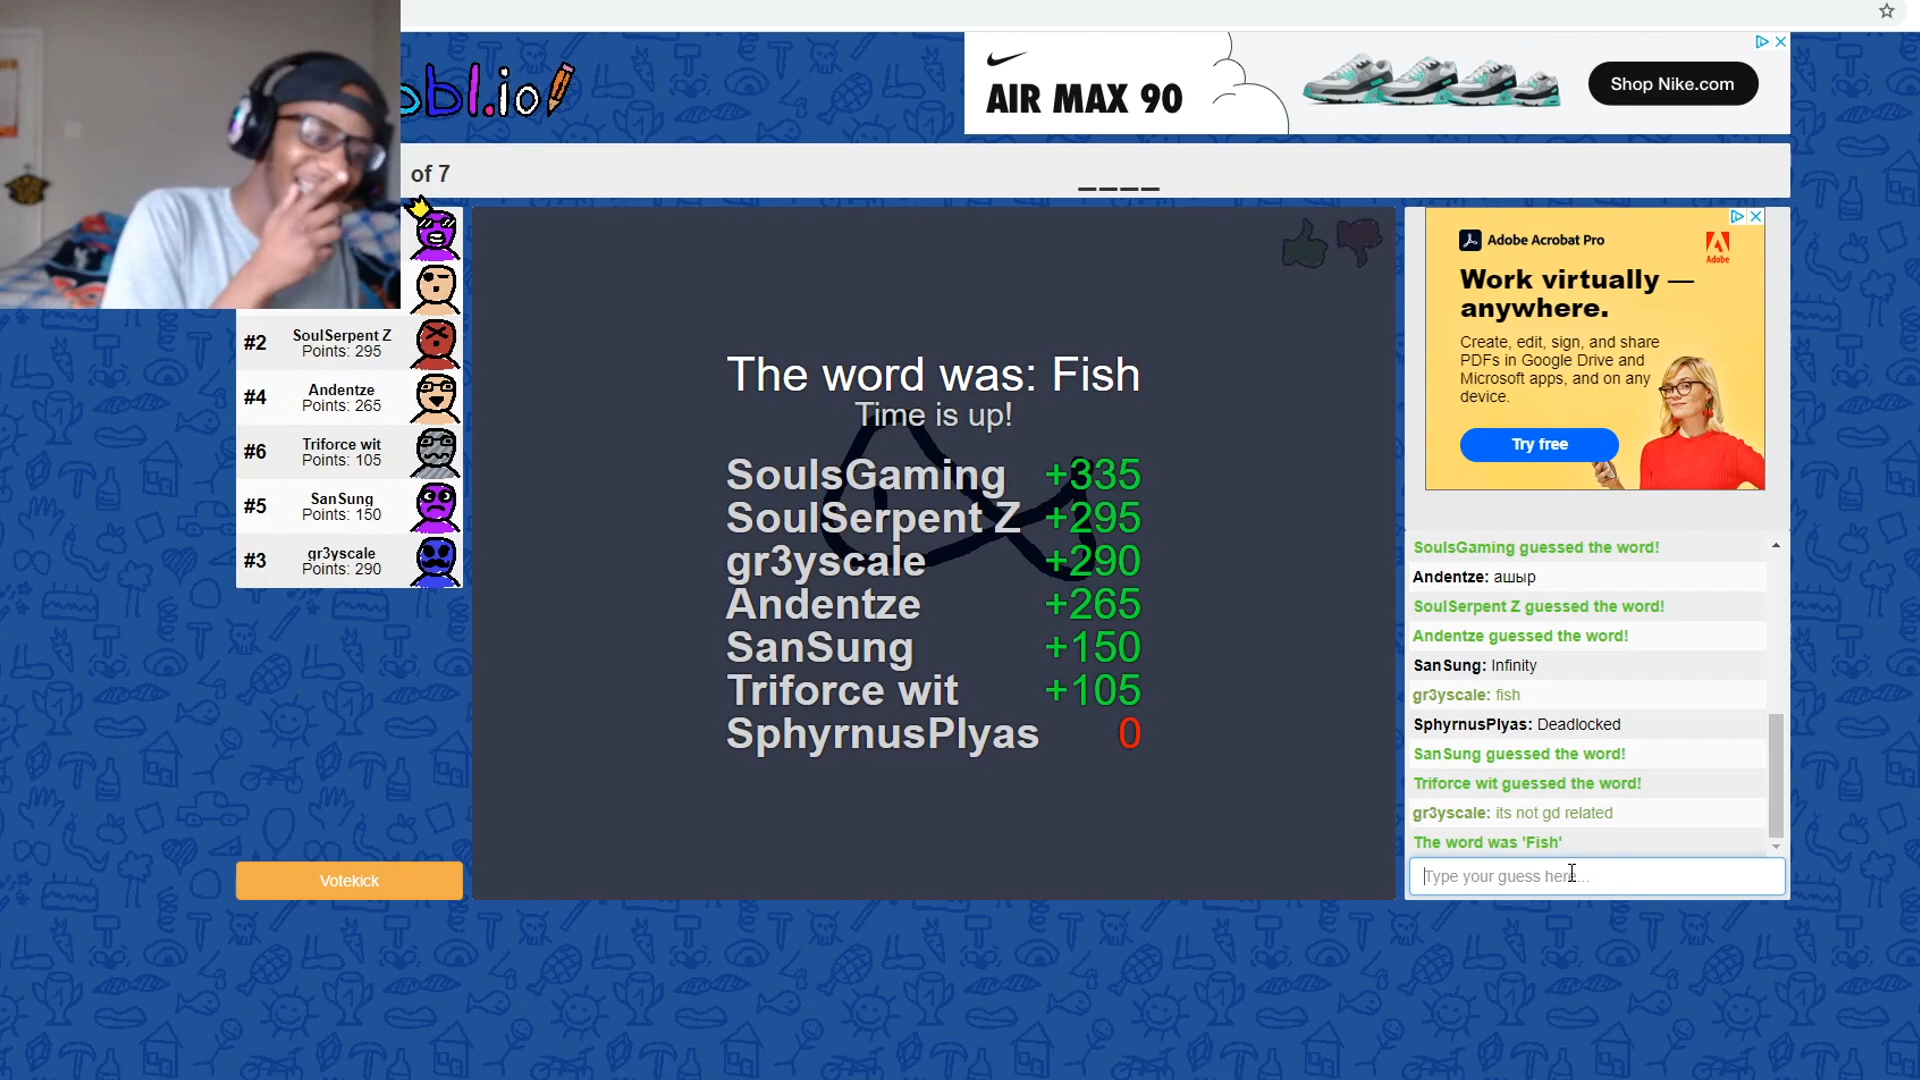 bl.io
AIR MAX 90
Shop Nike.com
of 7
____
#2
SoulSerpent Z
Points: 295
#4
Andentze
Points: 265
#6
Triforce wit
Points: 105
#5
SanSung
Points: 150
#3
gr3yscale
Points: 290
Votekick
The word was: Fish
Time is up!
SoulsGaming +335
SoulSerpent Z +295
gr3yscale +290
Andentze +265
SanSung +150
Triforce wit +105
SphyrnusPlyas 0
Adobe Acrobat Pro
Adobe
Work virtually —
anywhere.
Create, edit, sign, and share
PDFs in Google Drive and
Microsoft apps, and on any
device.
Try free
SoulsGaming guessed the word!
Andentze: ашыр
SoulSerpent Z guessed the word!
Andentze guessed the word!
SanSung: Infinity
gr3yscale: fish
SphyrnusPlyas: Deadlocked
SanSung guessed the word!
Triforce wit guessed the word!
gr3yscale: its not gd related
The word was 'Fish'
Type your guess here...